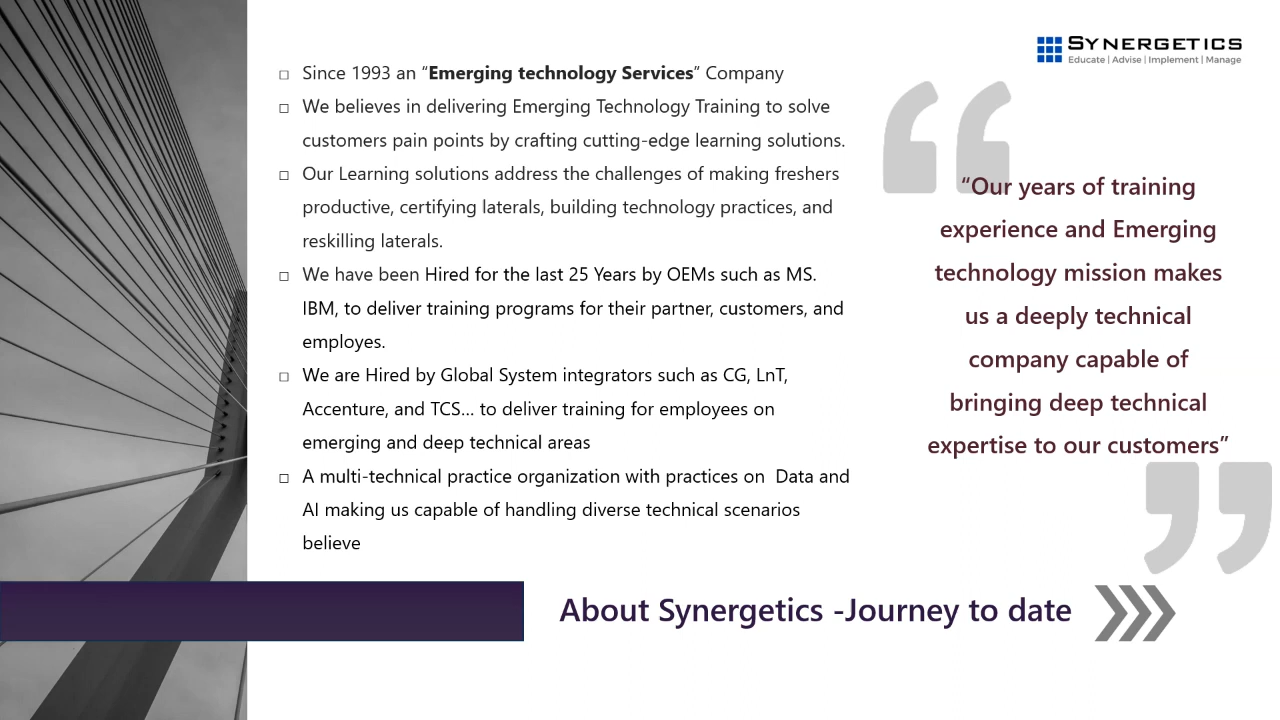 SYNERGETICS
Educate | Advise | Implement | Manage
□ Since 1993 an “Emerging technology Services” Company
□ We believes in delivering Emerging Technology Training to solve
customers pain points by crafting cutting-edge learning solutions.
□ Our Learning solutions address the challenges of making freshers
productive, certifying laterals, building technology practices, and
reskilling laterals.
□ We have been Hired for the last 25 Years by OEMs such as MS.
IBM, to deliver training programs for their partner, customers, and
employes.
□ We are Hired by Global System integrators such as CG, LnT,
Accenture, and TCS... to deliver training for employees on
emerging and deep technical areas
□ A multi-technical practice organization with practices on  Data and
AI making us capable of handling diverse technical scenarios
believe
“Our years of training
experience and Emerging
technology mission makes
us a deeply technical
company capable of
bringing deep technical
expertise to our customers”
About Synergetics -Journey to date